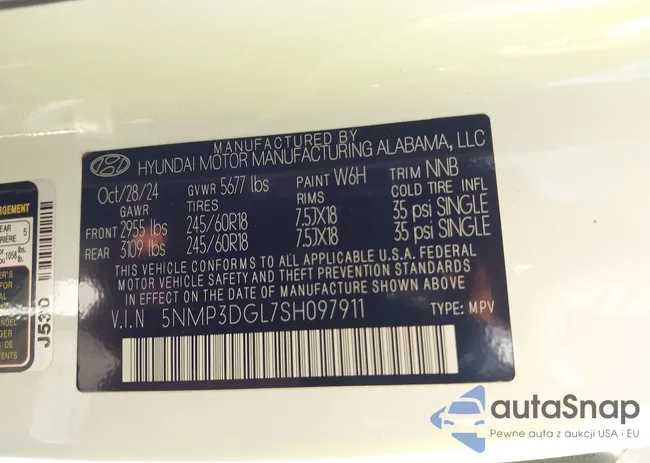 MANUFACTURED BY
HYUNDAI MOTOR MANUFACTURING ALABAMA, LLC
Oct/28/24 GVWR 5677 lbs PAINT W6H TRIM NNB
GAWR TIRES RIMS COLD TIRE INFL
FRONT 2955 lbs 245/60R18 7.5JX18 35 psi SINGLE
REAR 3109 lbs 245/60R18 7.5JX18 35 psi SINGLE
THIS VEHICLE CONFORMS TO ALL APPLICABLE U.S.A. FEDERAL
MOTOR VEHICLE SAFETY AND THEFT PREVENTION STANDARDS
IN EFFECT ON THE DATE OF MANUFACTURE SHOWN ABOVE.
V.I.N 5NMP3DGL7SH097911 TYPE: MPV
5
1058 lbs.
J530
autaSnap
Pewne auta z aukcji USA i EU